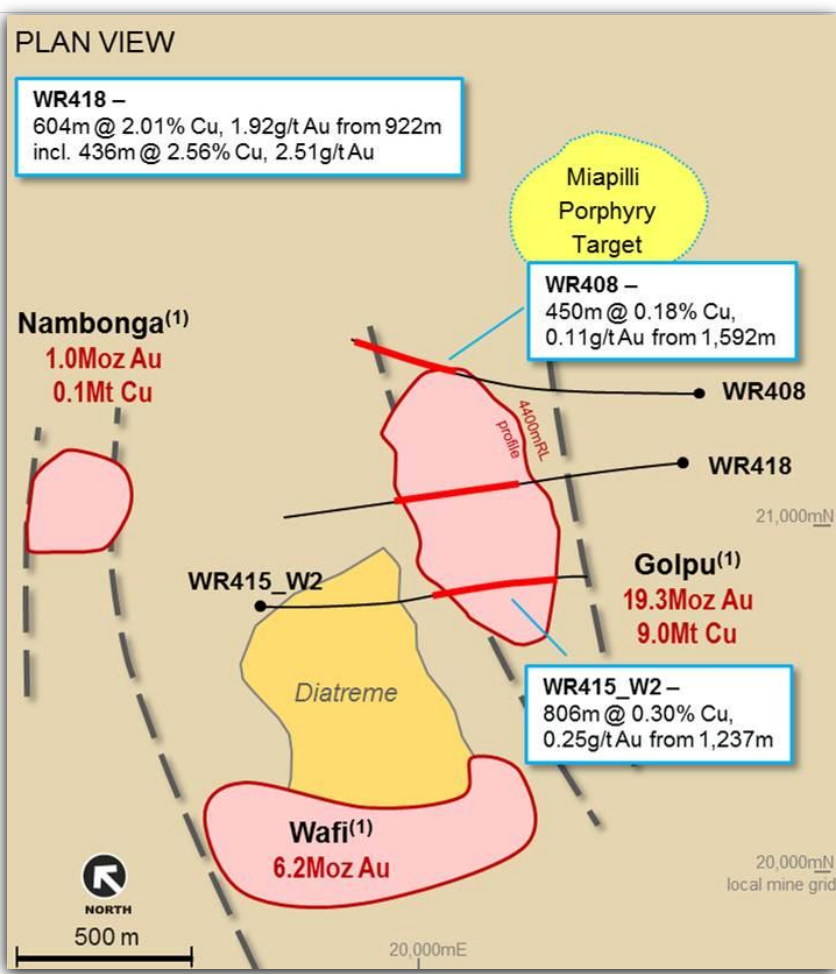 PLAN VIEW
WR418 –
604m @ 2.01% Cu, 1.92g/t Au from 922m
incl. 436m @ 2.56% Cu, 2.51g/t Au
Miapilli
Porphyry
Target
WR408 –
450m @ 0.18% Cu,
0.11g/t Au from 1,592m
Nambonga(1)
1.0Moz Au
0.1Mt Cu
WR408
4400mRL
profile
WR418
21,000mN
WR415_W2
Golpu(1)
19.3Moz Au
9.0Mt Cu
Diatreme
WR415_W2 –
806m @ 0.30% Cu,
0.25g/t Au from 1,237m
Wafi(1)
6.2Moz Au
20,000mN
local mine grid
NORTH
500 m
20,000mE